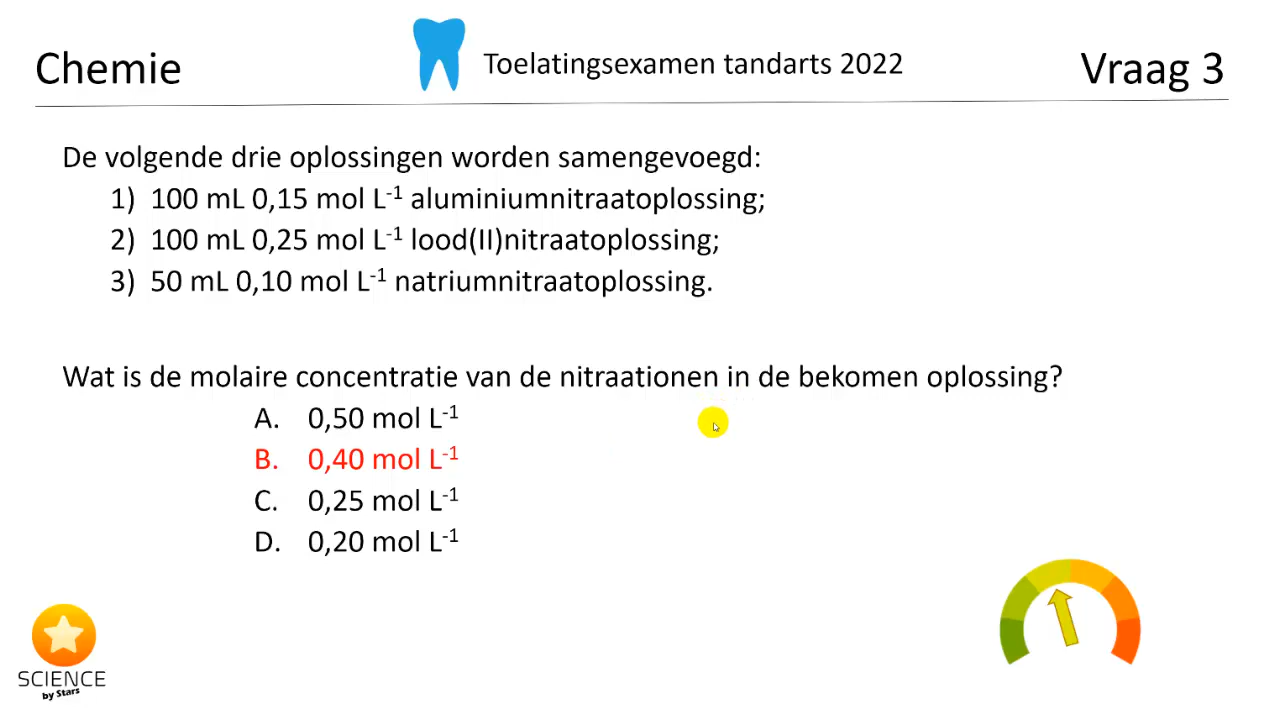 Chemie
Toelatingsexamen tandarts 2022
Vraag 3
De volgende drie oplossingen worden samengevoegd:
1) 100 mL 0,15 mol L⁻¹ aluminiumnitraatoplossing;
2) 100 mL 0,25 mol L⁻¹ lood(II)nitraatoplossing;
3) 50 mL 0,10 mol L⁻¹ natriumnitraatoplossing.
Wat is de molaire concentratie van de nitraationen in de bekomen oplossing?
A. 0,50 mol L⁻¹
B. 0,40 mol L⁻¹
C. 0,25 mol L⁻¹
D. 0,20 mol L⁻¹
SCIENCE
by Stars